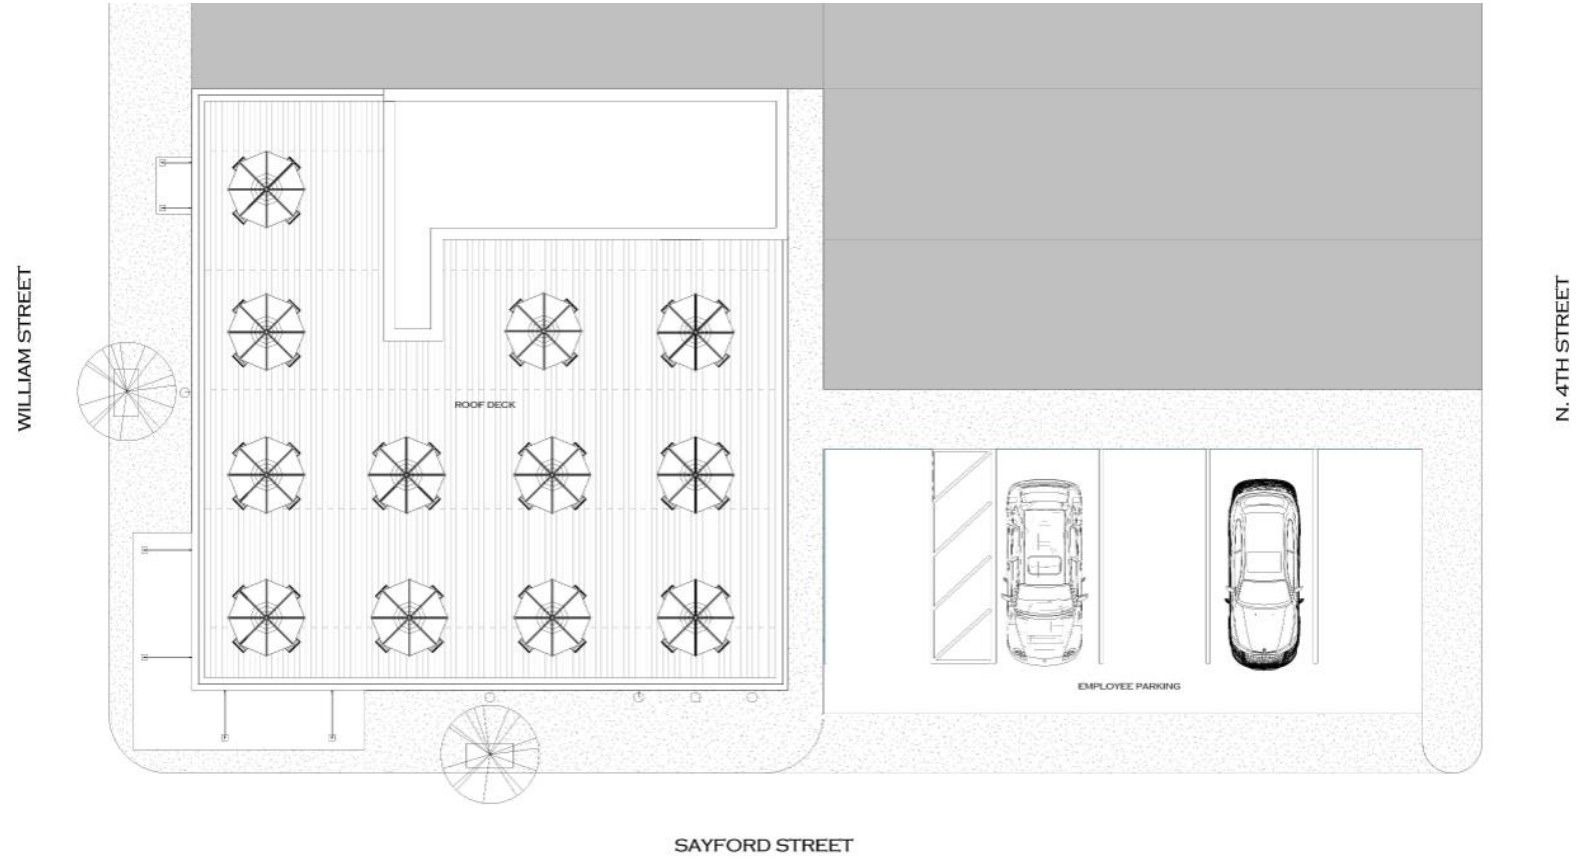 WILLIAM STREET
N. 4TH STREET
ROOF DECK
EMPLOYEE PARKING
SAYFORD STREET